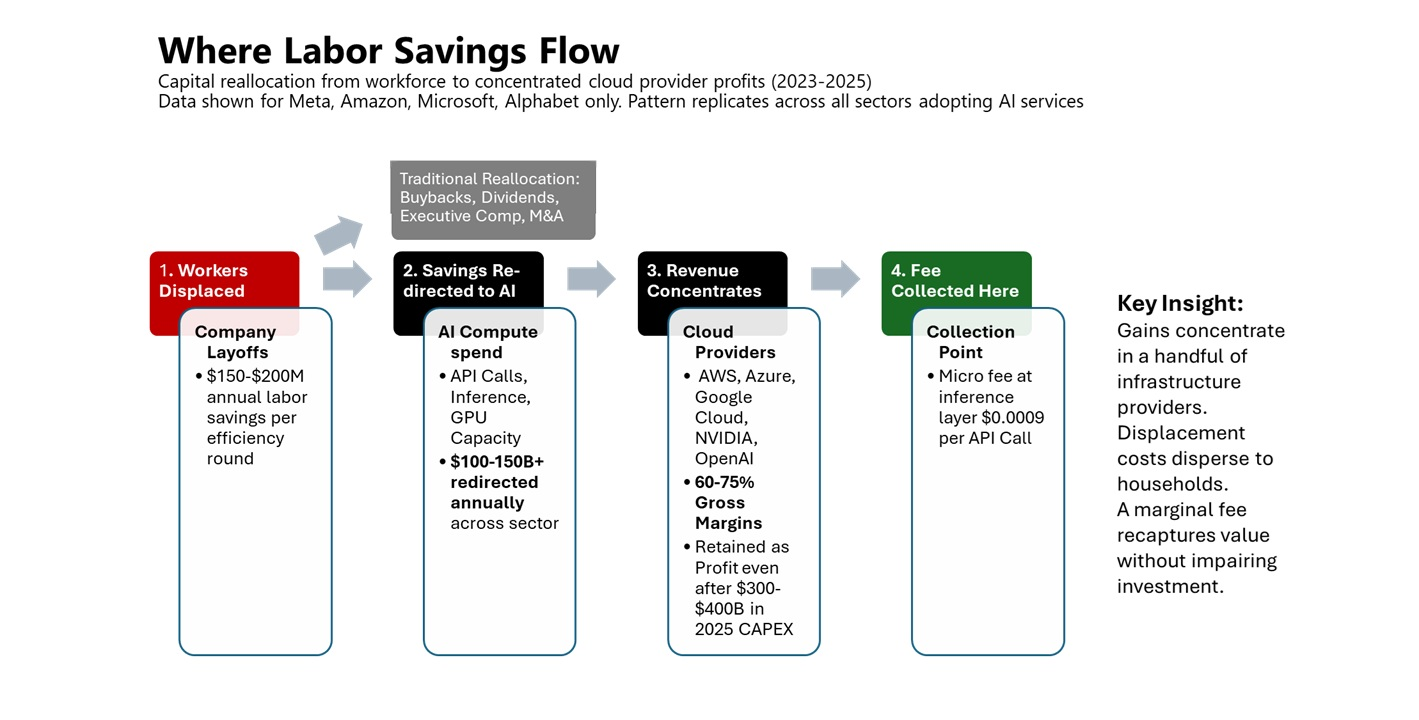 Where Labor Savings Flow
Capital reallocation from workforce to concentrated cloud provider profits (2023-2025)
Data shown for Meta, Amazon, Microsoft, Alphabet only. Pattern replicates across all sectors adopting AI services
Traditional Reallocation:
Buybacks, Dividends,
Executive Comp, M&A
1. Workers
Displaced
Company
Layoffs
• $150-$200M
annual labor
savings per
efficiency
round
2. Savings Re-
directed to AI
AI Compute
spend
• API Calls,
Inference,
GPU
Capacity
• $100-150B+
redirected
annually
across sector
3. Revenue
Concentrates
Cloud
Providers
• AWS, Azure,
Google
Cloud,
NVIDIA,
OpenAI
• 60-75%
Gross
Margins
• Retained as
Profit even
after $300-
$400B in
2025 CAPEX
4. Fee
Collected Here
Collection
Point
• Micro fee at
inference
layer $0.0009
per API Call
Key Insight:
Gains concentrate
in a handful of
infrastructure
providers.
Displacement
costs disperse to
households.
A marginal fee
recaptures value
without impairing
investment.